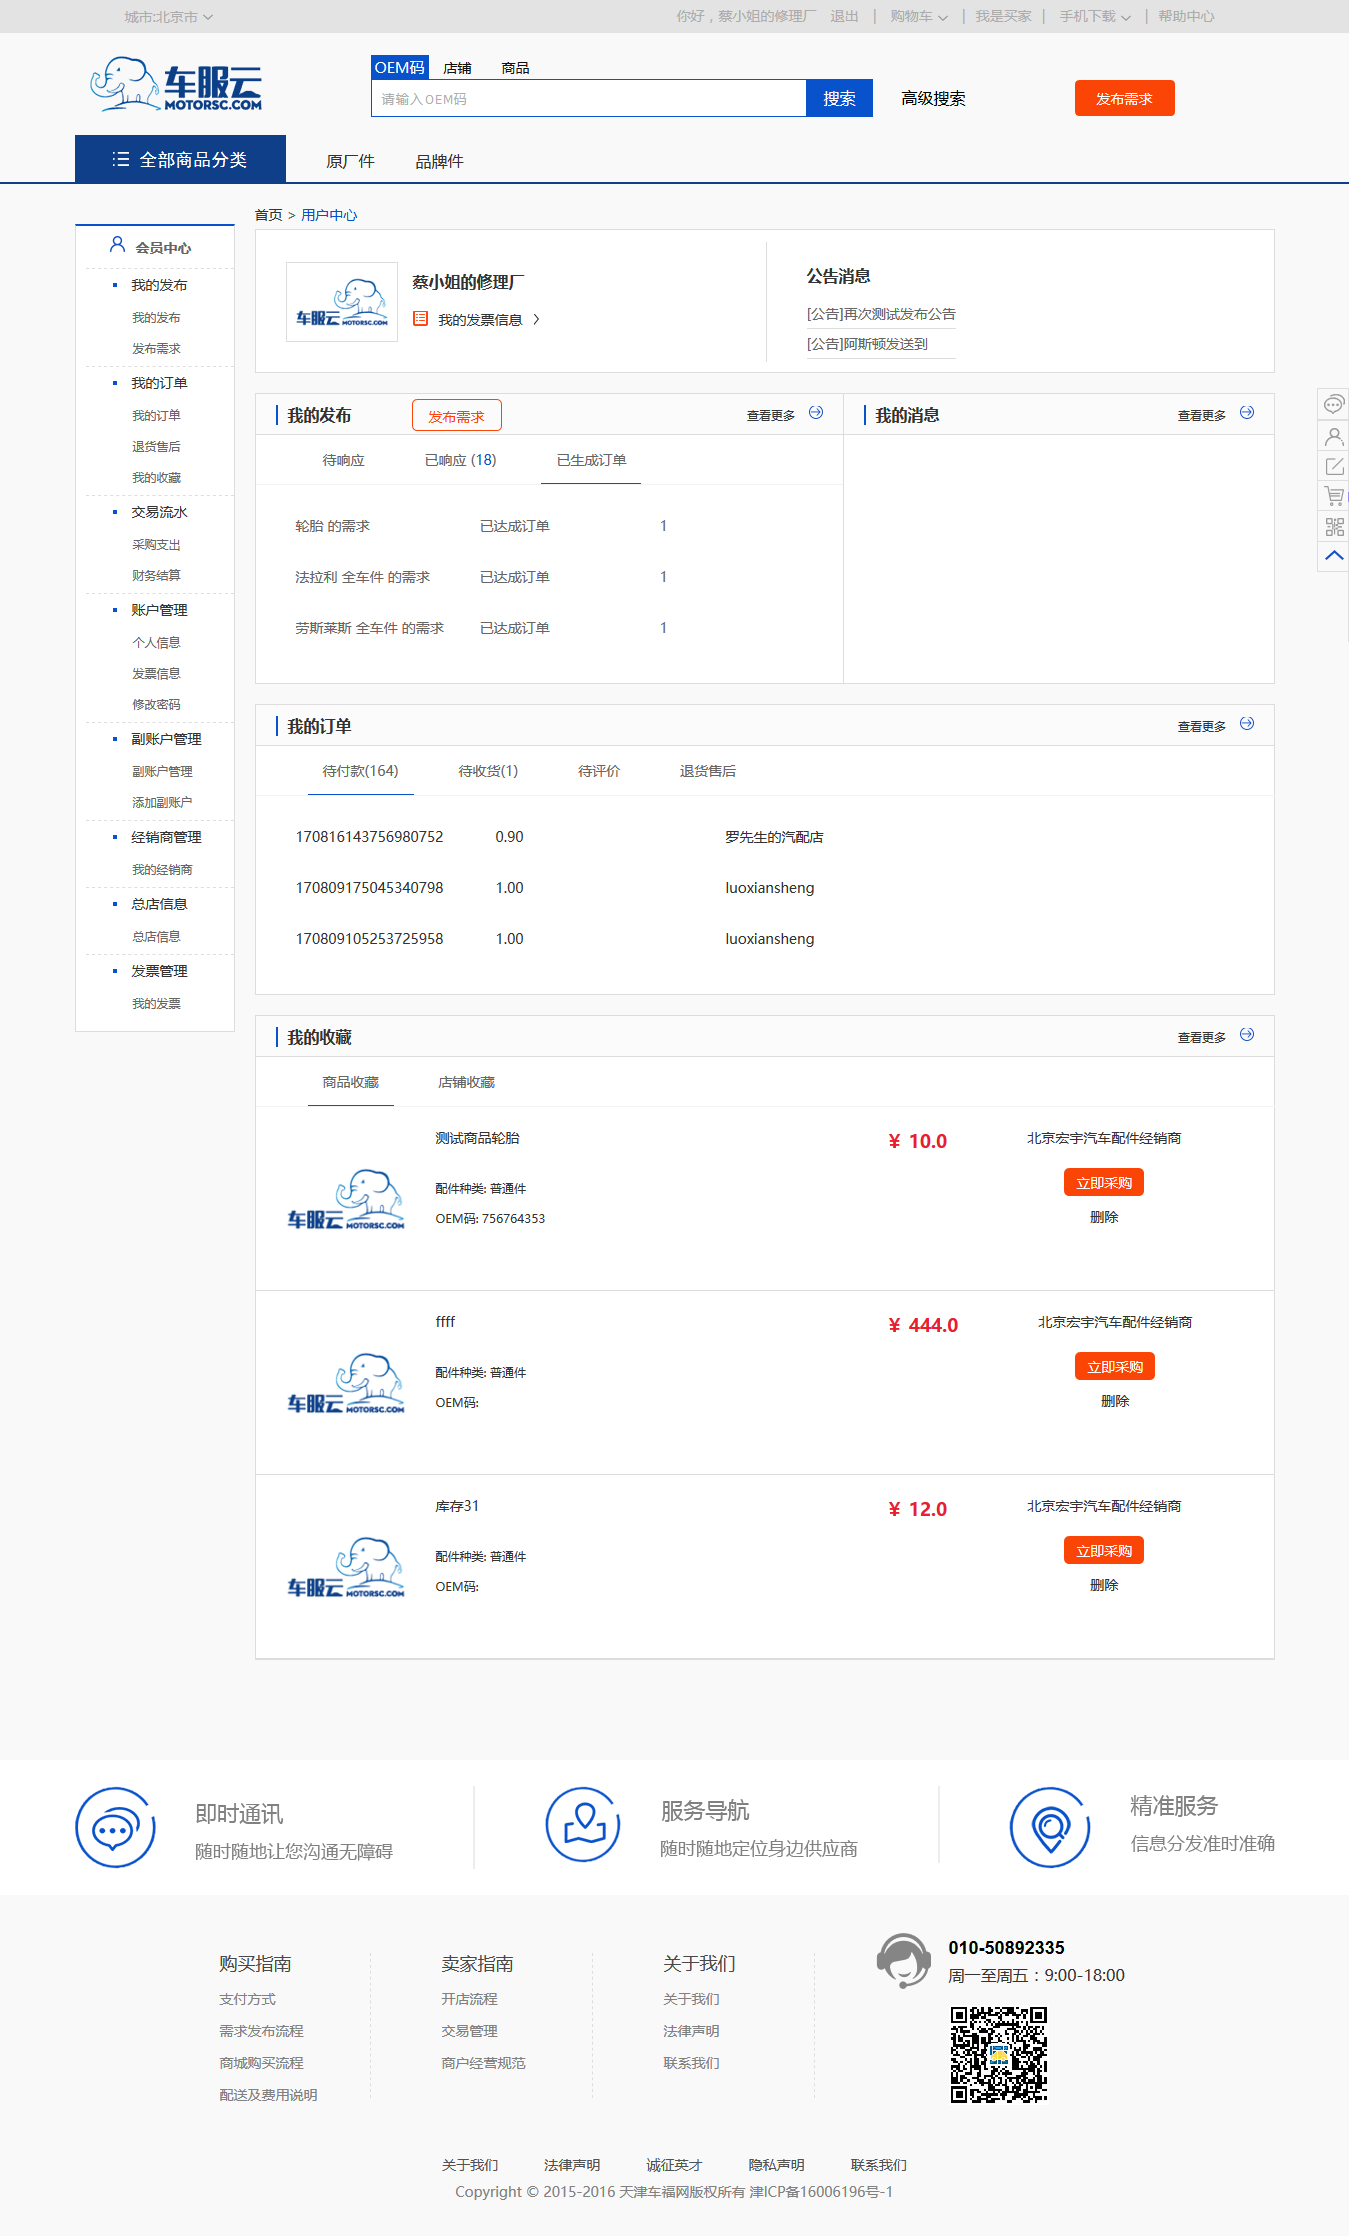 城市:北京市
你好，蔡小姐的修理厂 退出 | 购物车 | 我是买家 | 手机下载 | 帮助中心
车服云
MOTORSC.COM
OEM码 店铺 商品
请输入OEM码 搜索 高级搜索 发布需求
全部商品分类 原厂件 品牌件
首页 > 用户中心
会员中心
我的发布
我的发布
发布需求
我的订单
我的订单
退货售后
我的收藏
交易流水
采购支出
财务结算
账户管理
个人信息
发票信息
修改密码
副账户管理
副账户管理
添加副账户
经销商管理
我的经销商
总店信息
总店信息
发票管理
我的发票
车服云 MOTORSC.COM
蔡小姐的修理厂
我的发票信息
公告消息
[公告]再次测试发布公告
[公告]阿斯顿发送到
我的发布 发布需求 查看更多
待响应 已响应 (18) 已生成订单
轮胎 的需求 已达成订单 1
法拉利 全车件 的需求 已达成订单 1
劳斯莱斯 全车件 的需求 已达成订单 1
我的消息 查看更多
我的订单 查看更多
待付款(164) 待收货(1) 待评价 退货售后
170816143756980752 0.90 罗先生的汽配店
170809175045340798 1.00 luoxiansheng
170809105253725958 1.00 luoxiansheng
我的收藏 查看更多
商品收藏 店铺收藏
车服云 MOTORSC.COM
测试商品轮胎 ¥ 10.0 北京宏宇汽车配件经销商
配件种类: 普通件 立即采购
OEM码: 756764353 删除
车服云 MOTORSC.COM
ffff ¥ 444.0 北京宏宇汽车配件经销商
配件种类: 普通件 立即采购
OEM码: 删除
车服云 MOTORSC.COM
库存31 ¥ 12.0 北京宏宇汽车配件经销商
配件种类: 普通件 立即采购
OEM码: 删除
即时通讯
随时随地让您沟通无障碍
服务导航
随时随地定位身边供应商
精准服务
信息分发准时准确
购买指南
支付方式
需求发布流程
商城购买流程
配送及费用说明
卖家指南
开店流程
交易管理
商户经营规范
关于我们
关于我们
法律声明
联系我们
010-50892335
周一至周五：9:00-18:00
关于我们 法律声明 诚征英才 隐私声明 联系我们
Copyright © 2015-2016 天津车福网版权所有 津ICP备16006196号-1